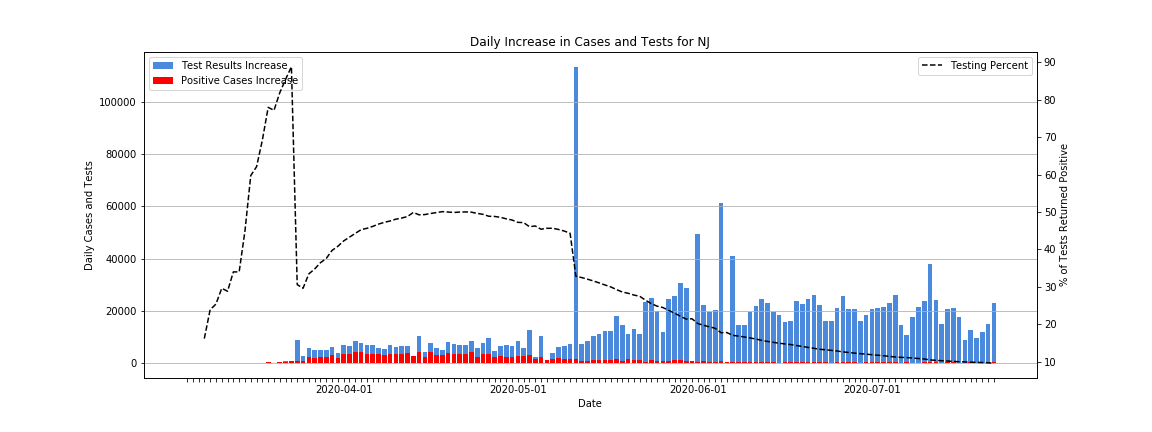 Daily Increase in Cases and Tests for NJ
Test Results Increase
Positive Cases Increase
Testing Percent
100000
80000
60000
40000
20000
0
Daily Cases and Tests
90
80
70
60
50
40
30
20
10
% of Tests Returned Positive
2020-04-01
2020-05-01
2020-06-01
2020-07-01
Date